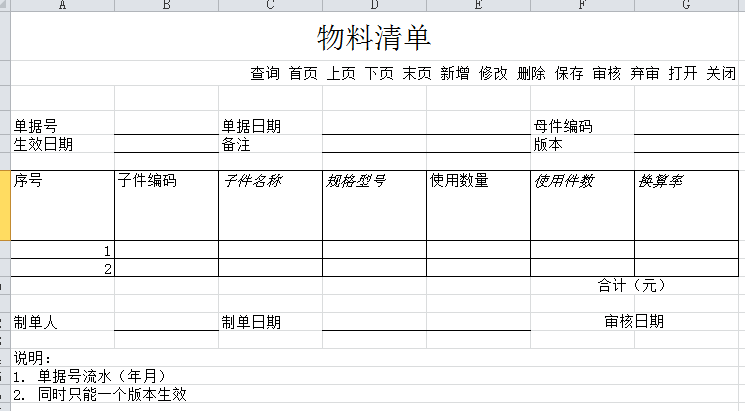 A B C D E F G
物料清单
查询 首页 上页 下页 末页 新增 修改 删除 保存 审核 弃审 打开 关闭
单据号 单据日期 母件编码
生效日期 备注 版本
序号 子件编码 子件名称 规格型号 使用数量 使用件数 换算率
1
2
合计（元）
制单人 制单日期 审核日期
说明：
1. 单据号流水（年月）
2. 同时只能一个版本生效